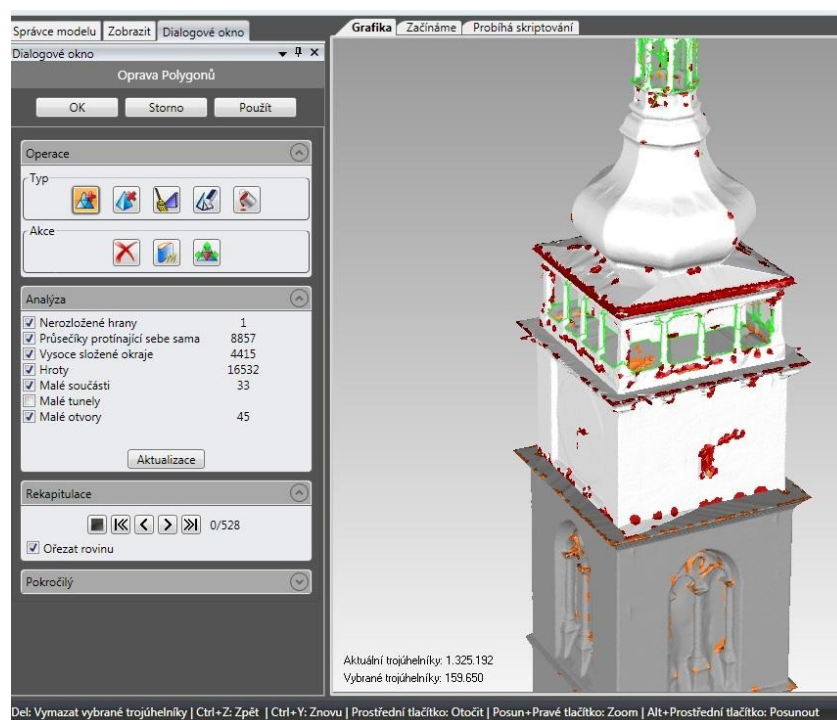 Správce modelu Zobrazit Dialogové okno
Grafika Začínáme Probíhá skriptování
Dialogové okno
Oprava Polygonů
OK Storno Použít
Operace
Typ
Akce
Analýza
Nerozložené hrany 1
Průsečíky protínající sebe sama 8857
Vysoce složené okraje 4415
Hroty 16532
Malé součásti 33
Malé tunely
Malé otvory 45
Aktualizace
Rekapitulace
0/528
Ořezat rovinu
Pokročilý
Aktuální trojúhelníky: 1.325.192
Vybrané trojúhelníky: 159.650
Del: Vymazat vybrané trojúhelníky | Ctrl+Z: Zpět | Ctrl+Y: Znovu | Prostřední tlačítko: Otočit | Posun+Pravé tlačítko: Zoom | Alt+Prostřední tlačítko: Posunout